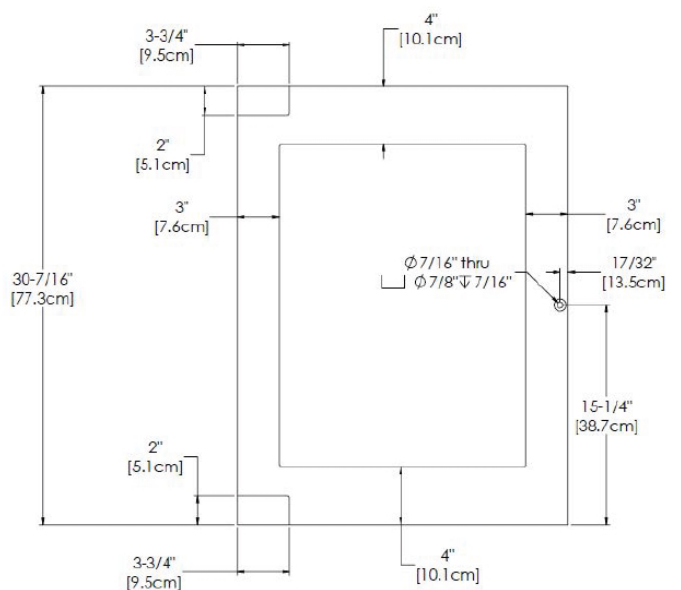 4"
[10.1cm]
3-3/4"
[9.5cm]
2"
[5.1cm]
3"
[7.6cm]
3"
[7.6cm]
∅ 7/16" thru
⌴ ∅ 7/8" ↧ 7/16"
17/32"
[13.5cm]
30-7/16"
[77.3cm]
15-1/4"
[38.7cm]
2"
[5.1cm]
3-3/4"
[9.5cm]
4"
[10.1cm]